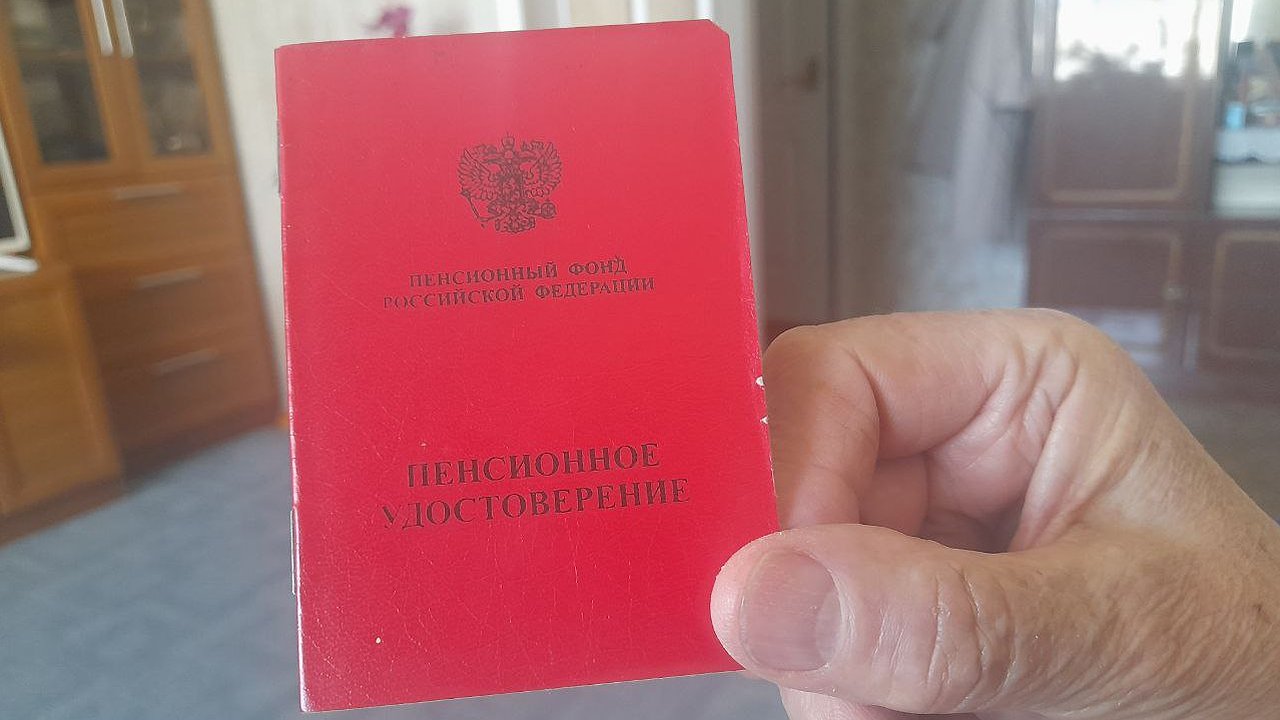 ПЕНСИОННЫЙ ФОНД
РОССИЙСКОЙ ФЕДЕРАЦИИ
ПЕНСИОННОЕ
УДОСТОВЕРЕНИЕ